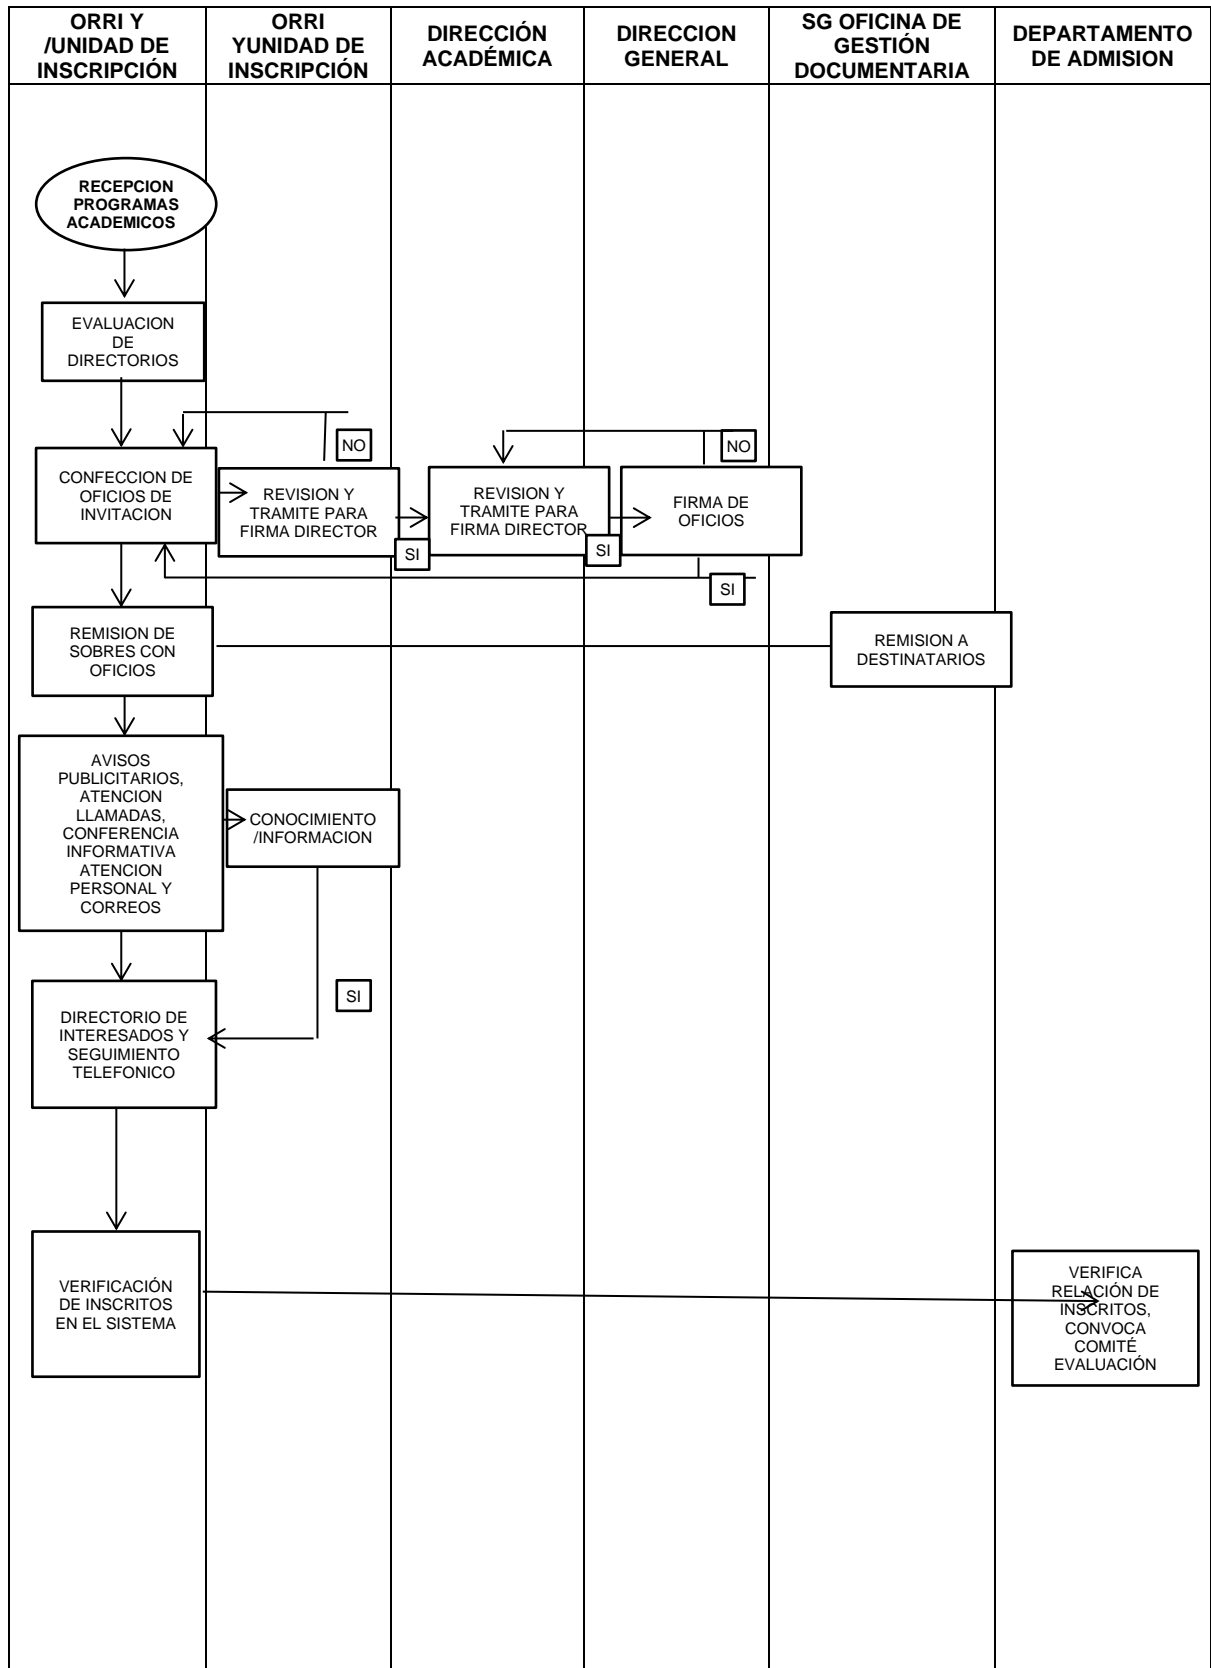 ORRI Y
/UNIDAD DE
INSCRIPCIÓN
ORRI
YUNIDAD DE
INSCRIPCIÓN
DIRECCIÓN
ACADÉMICA
DIRECCION
GENERAL
SG OFICINA DE
GESTIÓN
DOCUMENTARIA
DEPARTAMENTO
DE ADMISION
RECEPCION
PROGRAMAS
ACADEMICOS
EVALUACION
DE
DIRECTORIOS
NO
NO
CONFECCION DE
OFICIOS DE
INVITACION
REVISION Y
TRAMITE PARA
FIRMA DIRECTOR
REVISION Y
TRAMITE PARA
FIRMA DIRECTOR
FIRMA DE
OFICIOS
SI
SI
SI
REMISION DE
SOBRES CON
OFICIOS
REMISION A
DESTINATARIOS
AVISOS
PUBLICITARIOS,
ATENCION
LLAMADAS,
CONFERENCIA
INFORMATIVA
ATENCION
PERSONAL Y
CORREOS
CONOCIMIENTO
/INFORMACION
SI
DIRECTORIO DE
INTERESADOS Y
SEGUIMIENTO
TELEFONICO
VERIFICACIÓN
DE INSCRITOS
EN EL SISTEMA
VERIFICA
RELACIÓN DE
INSCRITOS,
CONVOCA
COMITÉ
EVALUACIÓN